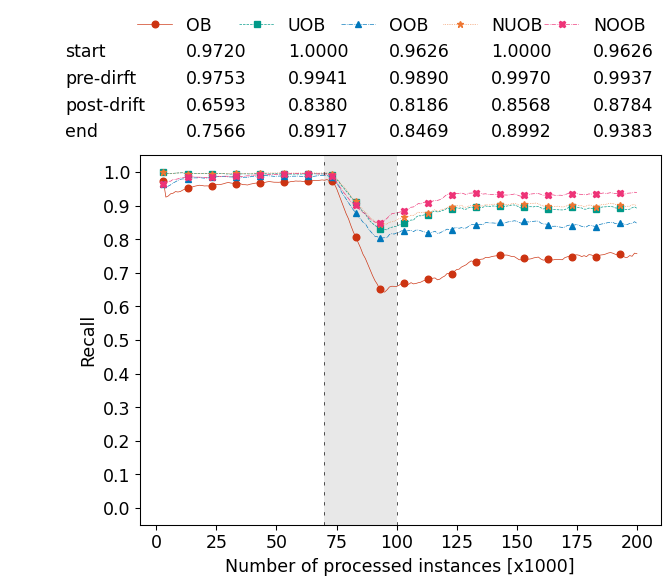 OB UOB OOB NUOB NOOB
start 0.9720 1.0000 0.9626 1.0000 0.9626
pre-dirft 0.9753 0.9941 0.9890 0.9970 0.9937
post-drift 0.6593 0.8380 0.8186 0.8568 0.8784
end 0.7566 0.8917 0.8469 0.8992 0.9383
1.0
0.9
0.8
0.7
0.6
0.5
0.4
0.3
0.2
0.1
0.0
Recall
0 25 50 75 100 125 150 175 200
Number of processed instances [x1000]